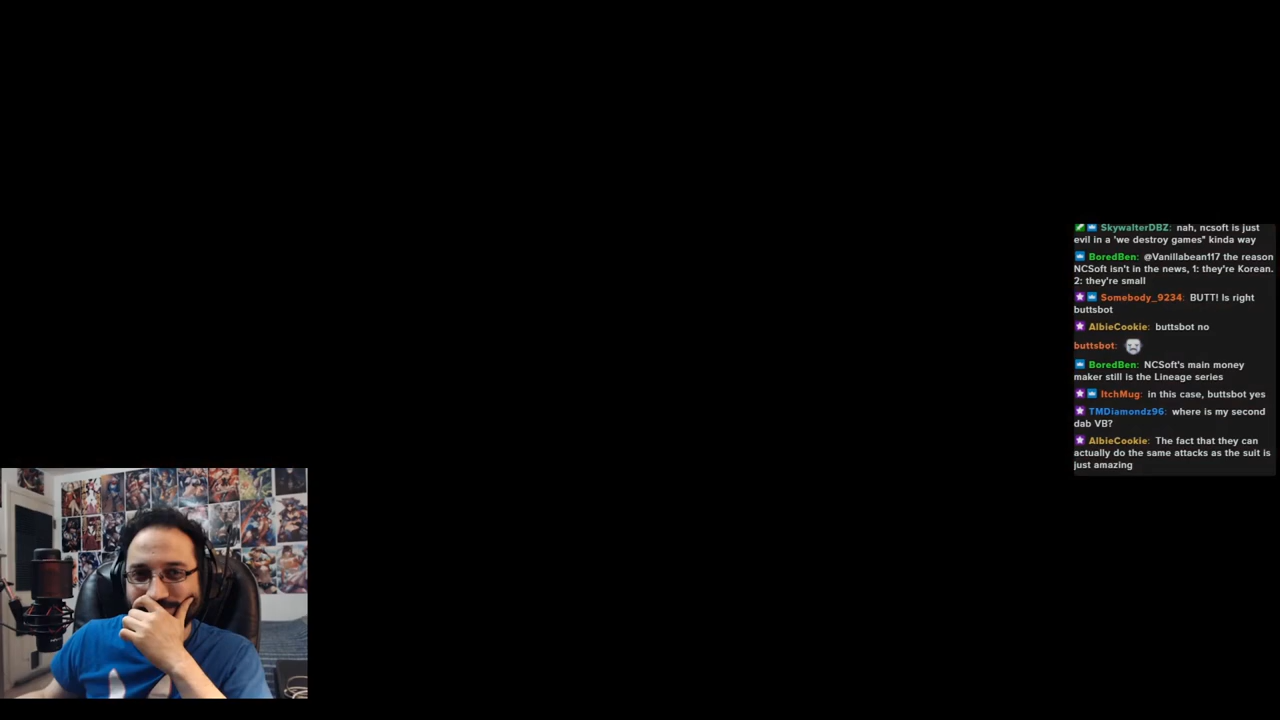 SkywalterDBZ: nah, ncsoft is just
evil in a 'we destroy games" kinda way
BoredBen: @Vanillabean117 the reason
NCSoft isn't in the news, 1: they're Korean.
2: they're small
Somebody_9234: BUTT! Is right
buttsbot
AlbieCookie: buttsbot no
buttsbot:
BoredBen: NCSoft's main money
maker still is the Lineage series
ItchMug: in this case, buttsbot yes
TMDiamondz96: where is my second
dab VB?
AlbieCookie: The fact that they can
actually do the same attacks as the suit is
just amazing